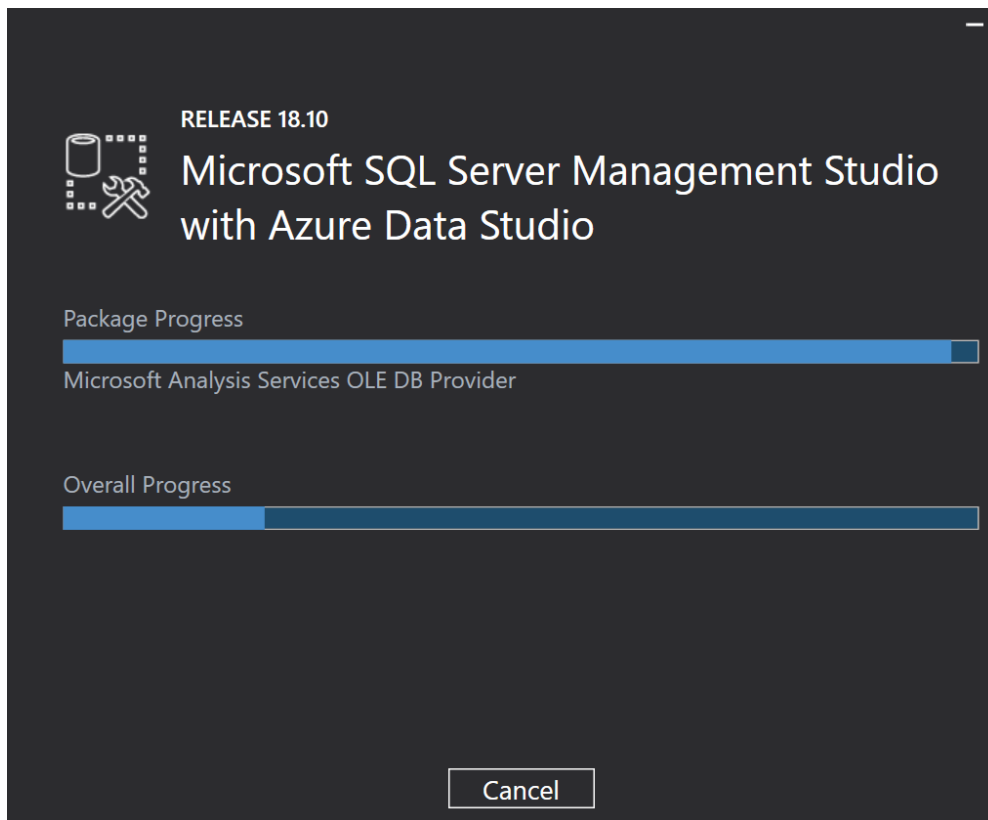 RELEASE 18.10
Microsoft SQL Server Management Studio
with Azure Data Studio
Package Progress
Microsoft Analysis Services OLE DB Provider
Overall Progress
Cancel